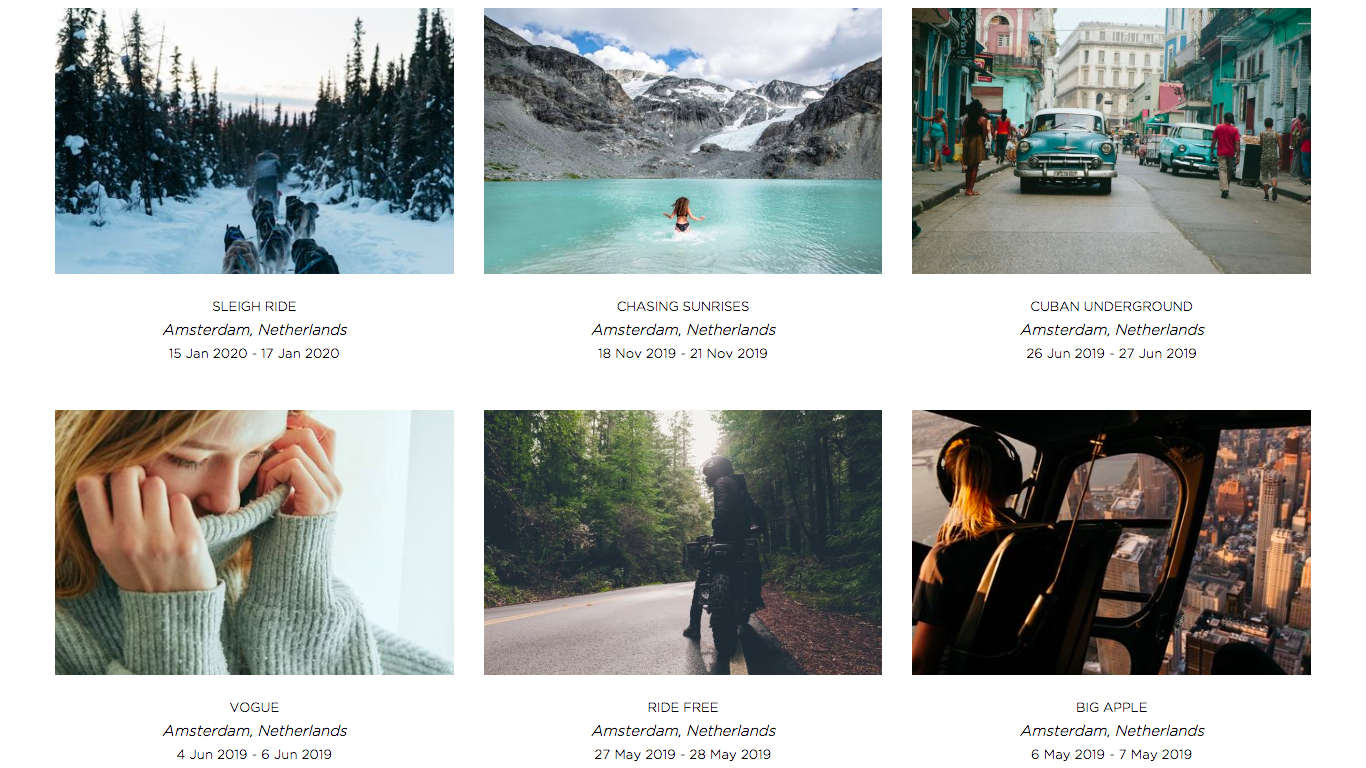 SLEIGH RIDE
Amsterdam, Netherlands
15 Jan 2020 - 17 Jan 2020
CHASING SUNRISES
Amsterdam, Netherlands
18 Nov 2019 - 21 Nov 2019
CUBAN UNDERGROUND
Amsterdam, Netherlands
26 Jun 2019 - 27 Jun 2019
VOGUE
Amsterdam, Netherlands
4 Jun 2019 - 6 Jun 2019
RIDE FREE
Amsterdam, Netherlands
27 May 2019 - 28 May 2019
BIG APPLE
Amsterdam, Netherlands
6 May 2019 - 7 May 2019